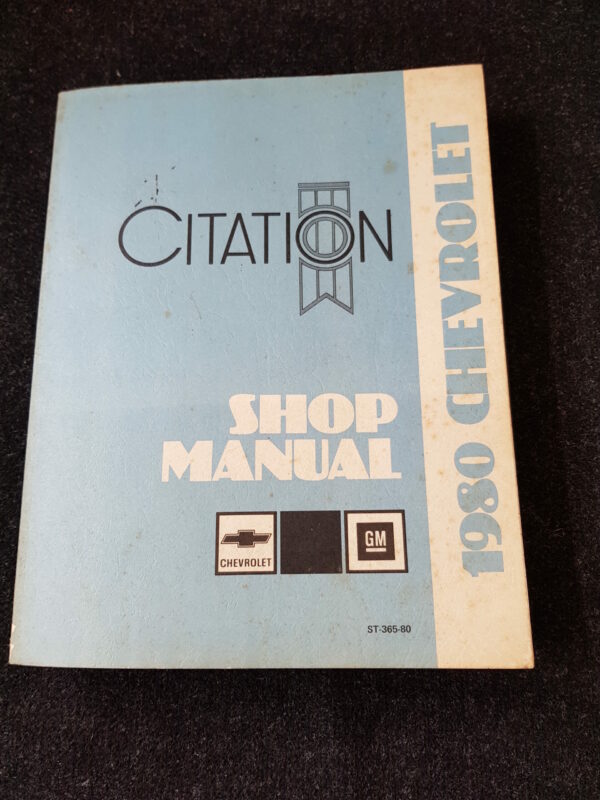 CITATION
SHOP
MANUAL
CHEVROLET
GM
ST-365-80
1980 CHEVROLET